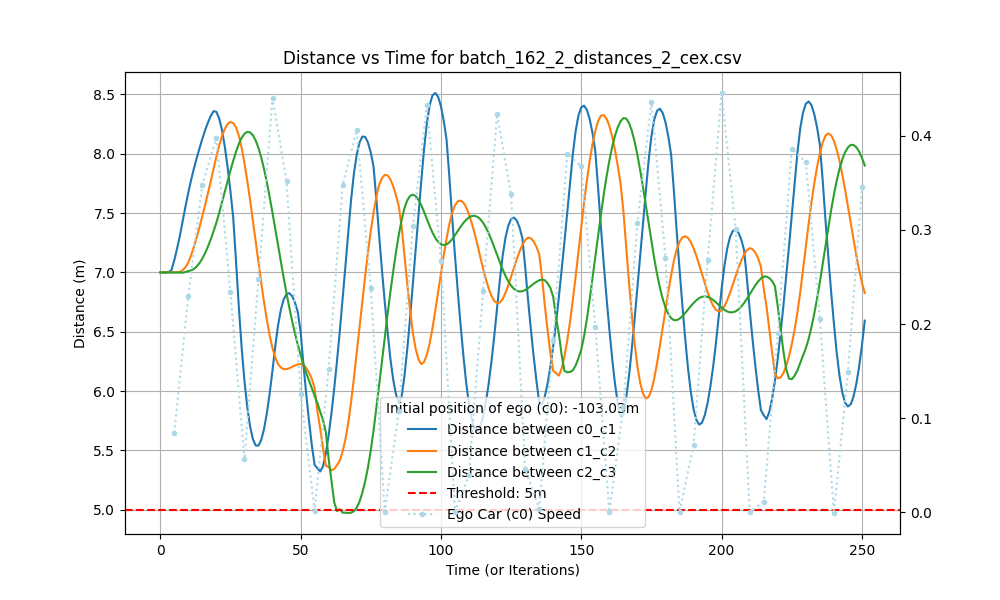 Distance vs Time for batch_162_2_distances_2_cex.csv
8.5
8.0
7.5
7.0
6.5
6.0
5.5
5.0
Distance (m)
0.4
0.3
0.2
0.1
0.0
Initial position of ego (c0): -103.03m
Distance between c0_c1
Distance between c1_c2
Distance between c2_c3
Threshold: 5m
Ego Car (c0) Speed
0 50 100 150 200 250
Time (or Iterations)